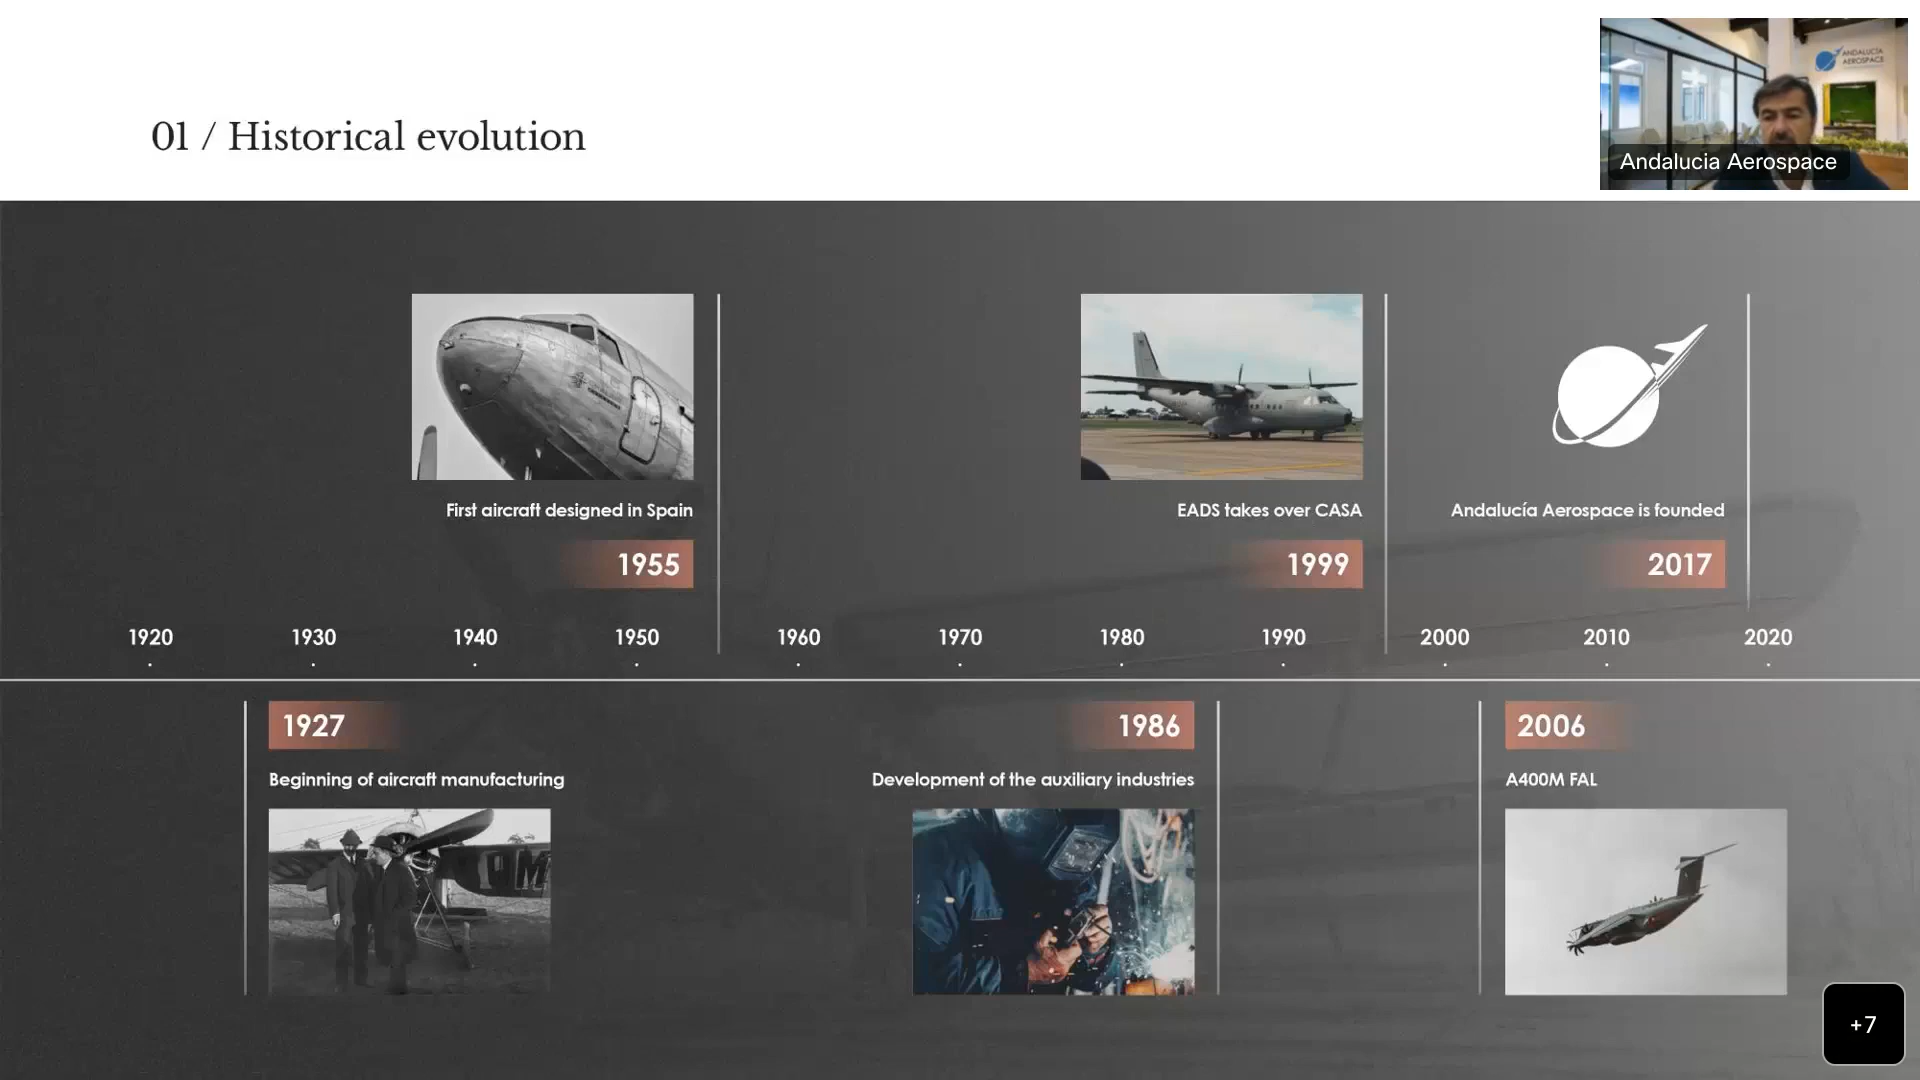 01 / Historical evolution
ANDALUCÍA
AEROSPACE
Andalucia Aerospace
First aircraft designed in Spain
1955
EADS takes over CASA
1999
Andalucía Aerospace is founded
2017
1920 1930 1940 1950 1960 1970 1980 1990 2000 2010 2020
1927
Beginning of aircraft manufacturing
1986
Development of the auxiliary industries
2006
A400M FAL
+7